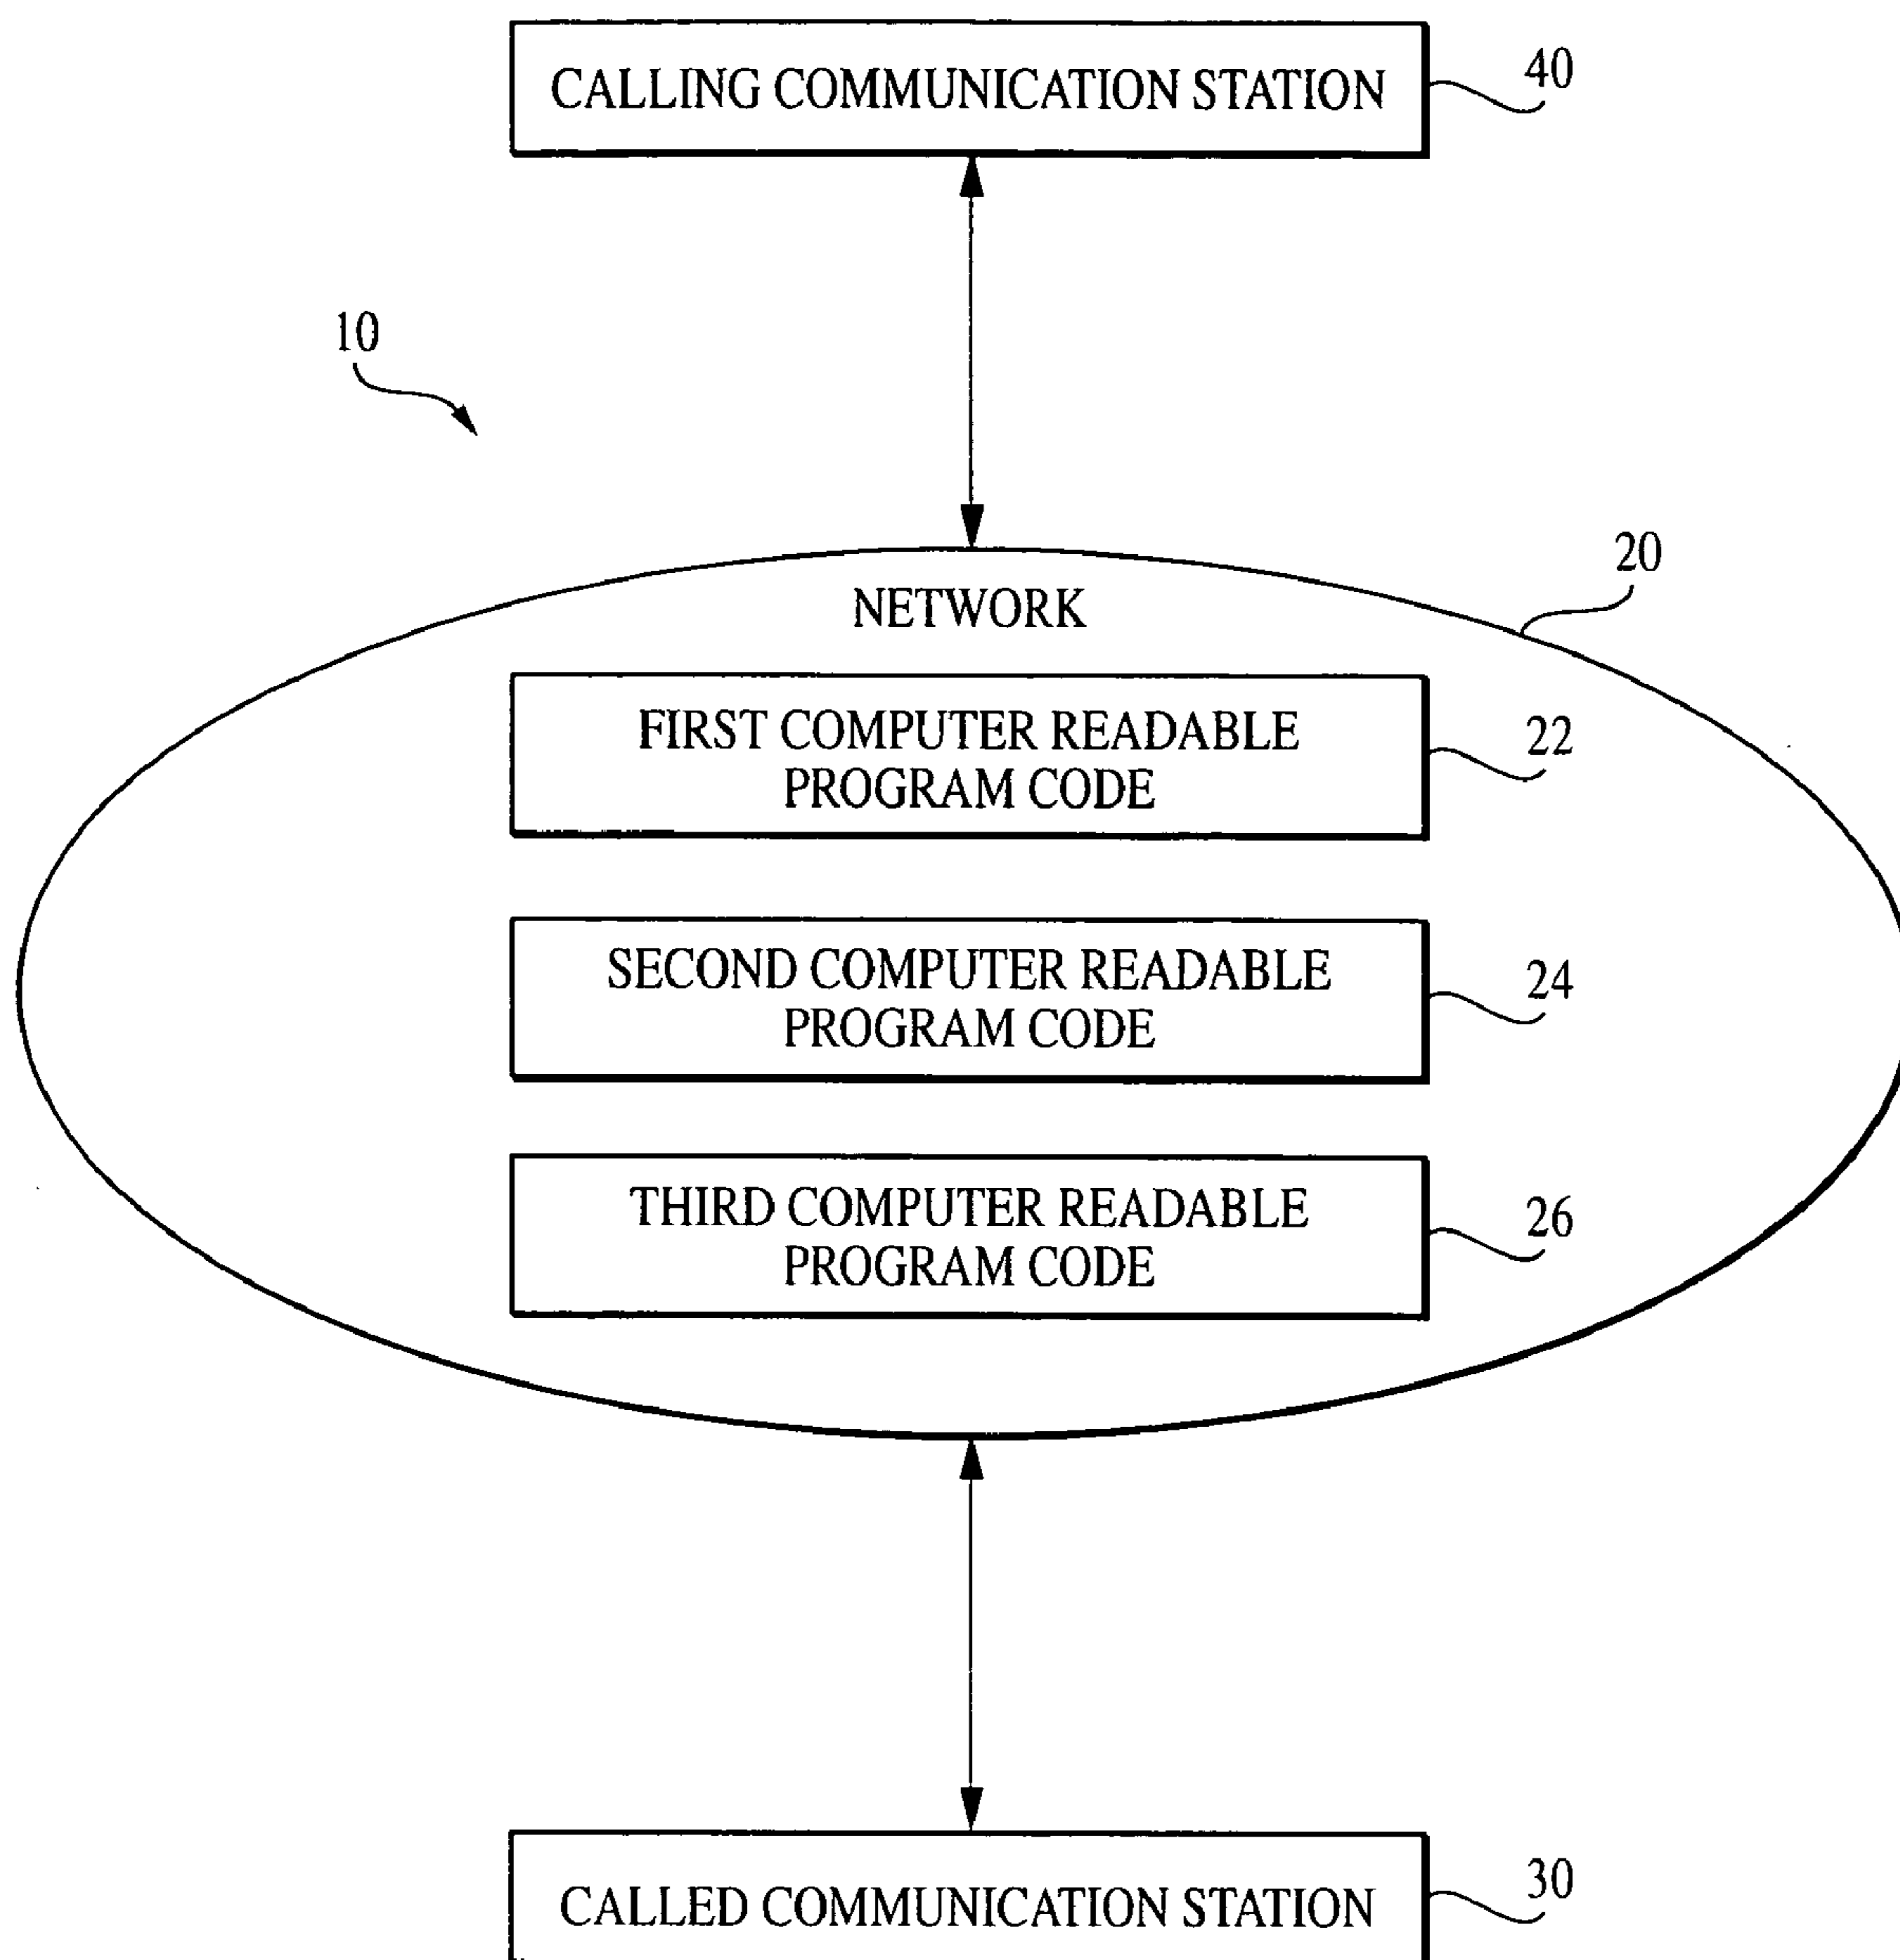 CALLING COMMUNICATION STATION
40
10
20
NETWORK
FIRST COMPUTER READABLE
PROGRAM CODE
22
SECOND COMPUTER READABLE
PROGRAM CODE
24
THIRD COMPUTER READABLE
PROGRAM CODE
26
CALLED COMMUNICATION STATION
30